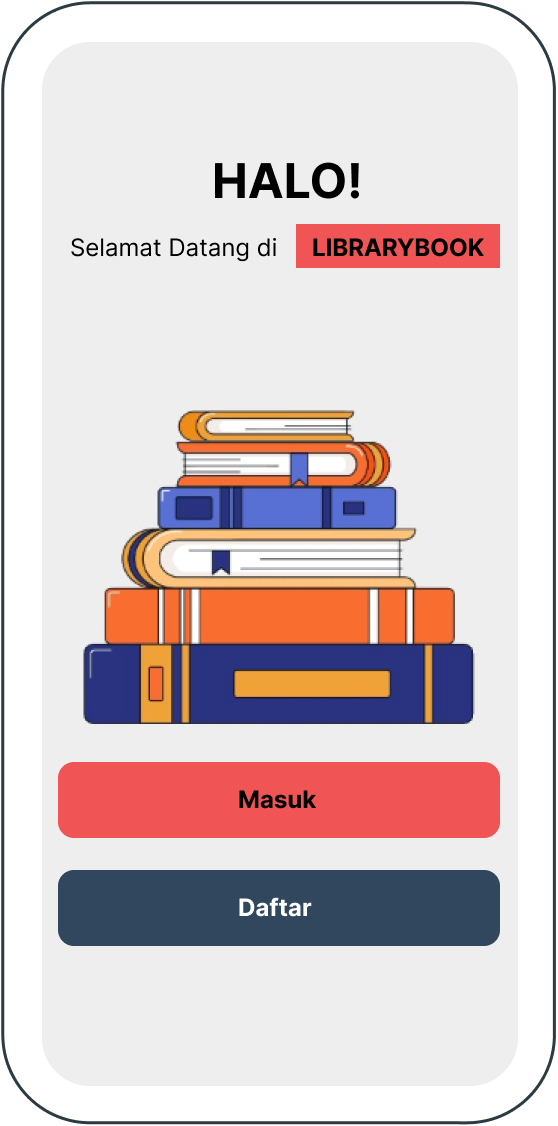 HALO!
Selamat Datang di LIBRARYBOOK
Masuk
Daftar